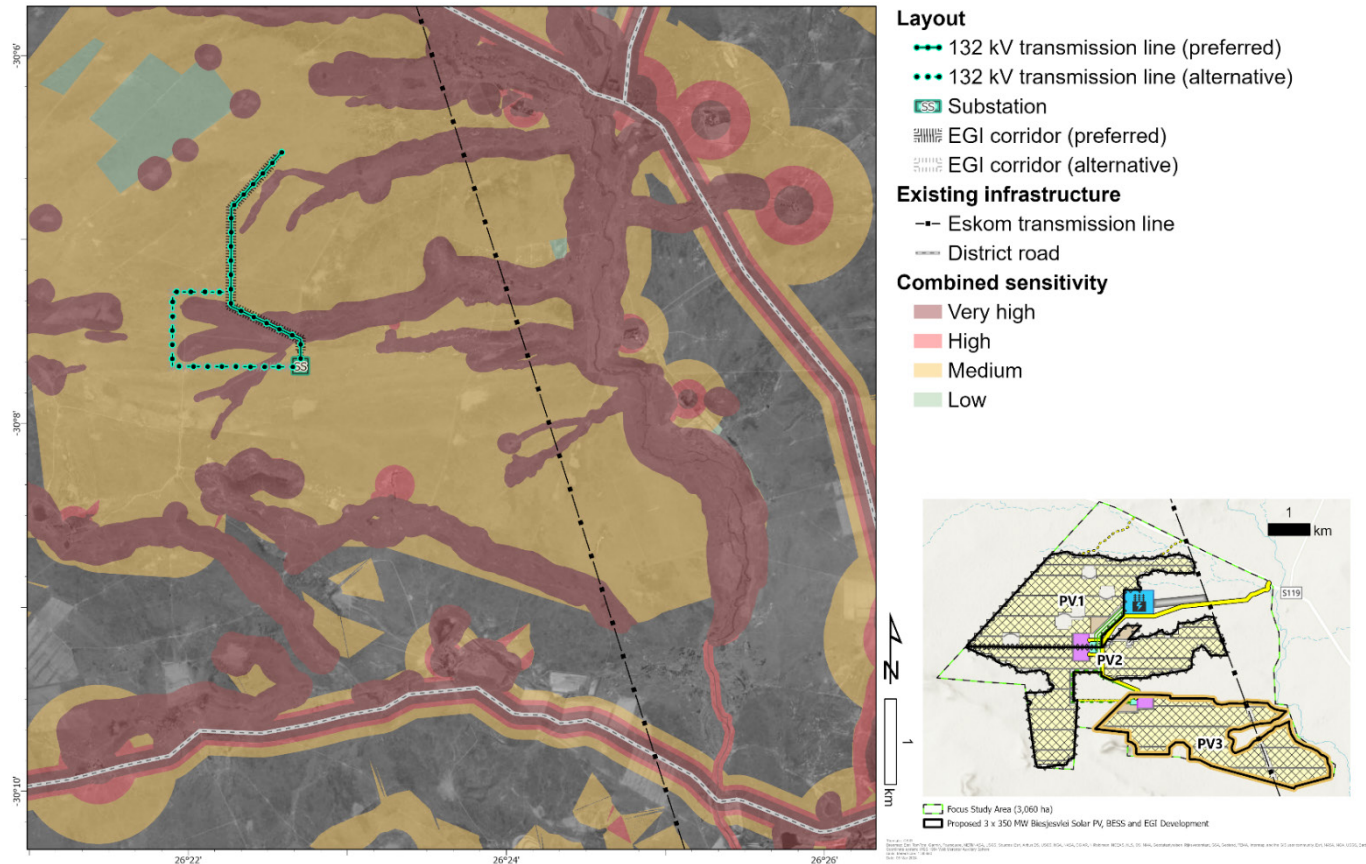 Layout
132 kV transmission line (preferred)
132 kV transmission line (alternative)
SS Substation
EGI corridor (preferred)
EGI corridor (alternative)
Existing infrastructure
Eskom transmission line
District road
Combined sensitivity
Very high
High
Medium
Low
-30°6'
-30°8'
-30°10'
26°22'
26°24'
26°26'
SS
N
1
km
1
km
S119
PV1
PV2
PV3
Focus Study Area (3,060 ha)
Proposed 3 x 350 MW Biesjesvlei Solar PV, BESS and EGI Development